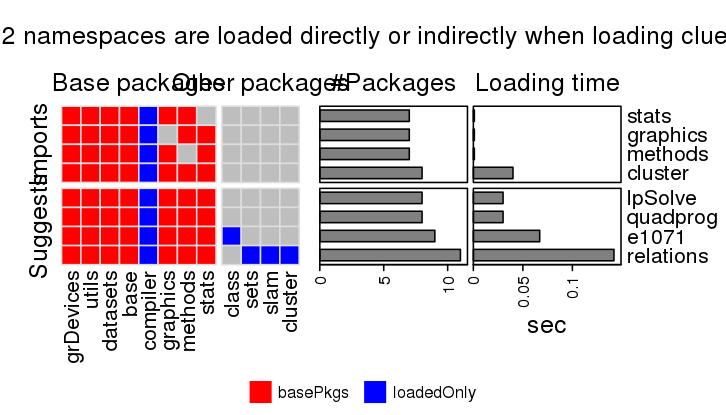 2 namespaces are loaded directly or indirectly when loading clue
Base packages Other packages #Packages Loading time
Imports
Suggests
stats
graphics
methods
cluster
lpSolve
quadprog
e1071
relations
grDevices
utils
datasets
base
compiler
graphics
methods
stats
class
sets
slam
cluster
0 5 10
0 0.05 0.1
sec
basePkgs loadedOnly